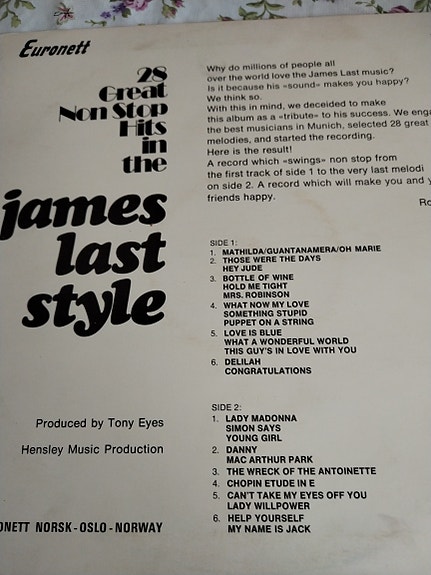 Euronett
28
Great
Non Stop
Hits
in
the
james
last
style
Produced by Tony Eyes
Hensley Music Production
NORSK-OSLO-NORWAY
Why do millions of people all
over the world love the James Last music?
Is it because his »sound« makes you happy?
We think so.
With this in mind, we deceided to make
this album as a »tribute« to his success. We
the best musicians in Munich, selected 28 great
melodies, and started the recording.
Here is the result!
A record which »swings« non stop from
the first track of side 1 to the very last melodi
on side 2. A record which will make you and
friends happy.
SIDE 1:
1. MATHILDA/GUANTANAMERA/OH MARIE
2. THOSE WERE THE DAYS
HEY JUDE
3. BOTTLE OF WINE
HOLD ME TIGHT
MRS. ROBINSON
4. WHAT NOW MY LOVE
SOMETHING STUPID
PUPPET ON A STRING
5. LOVE IS BLUE
WHAT A WONDERFUL WORLD
THIS GUY'S IN LOVE WITH YOU
6. DELILAH
CONGRATULATIONS
SIDE 2:
1. LADY MADONNA
SIMON SAYS
YOUNG GIRL
2. DANNY
MAC ARTHUR PARK
3. THE WRECK OF THE ANTOINETTE
4. CHOPIN ETUDE IN E
5. CAN'T TAKE MY EYES OFF YOU
LADY WILLPOWER
6. HELP YOURSELF
MY NAME IS JACK